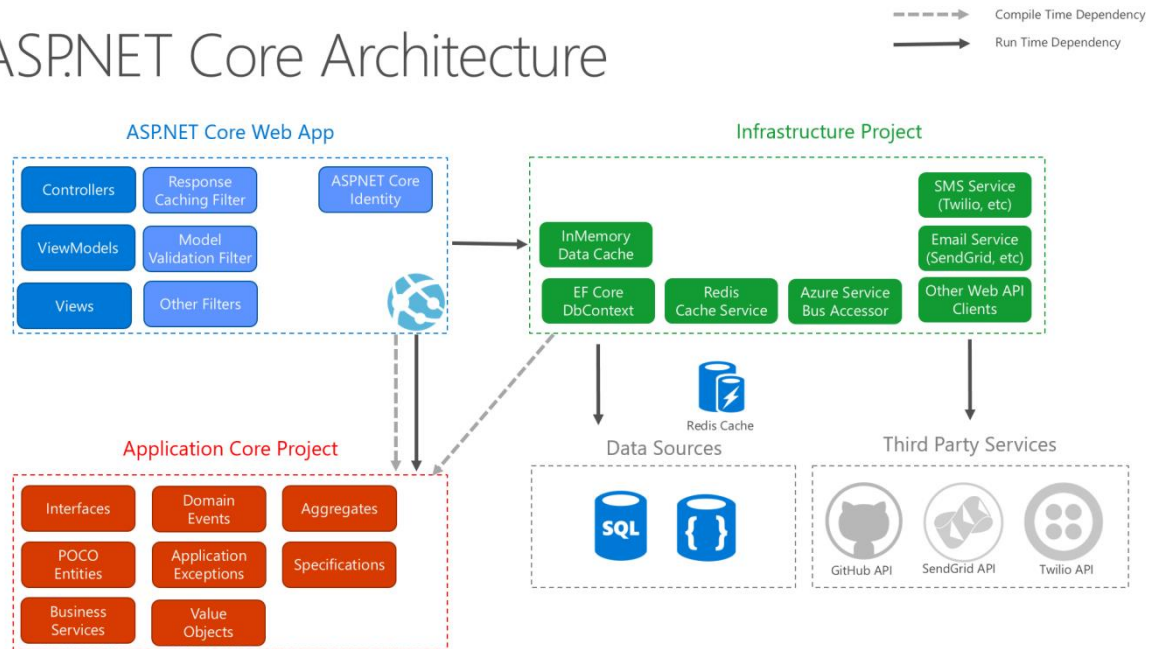 Compile Time Dependency
Run Time Dependency
ASP.NET Core Architecture
ASP.NET Core Web App
Controllers
Response
Caching Filter
ASP.NET Core
Identity
ViewModels
Model
Validation Filter
Views
Other Filters
Infrastructure Project
SMS Service
(Twilio, etc)
InMemory
Data Cache
Email Service
(SendGrid, etc)
EF Core
DbContext
Redis
Cache Service
Azure Service
Bus Accessor
Other Web API
Clients
Redis Cache
Application Core Project
Interfaces
Domain
Events
Aggregates
POCO
Entities
Application
Exceptions
Specifications
Business
Services
Value
Objects
Data Sources
SQL
{ }
Third Party Services
GitHub API
SendGrid API
Twilio API